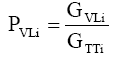 P_VLi = G_VLi / G_TTi